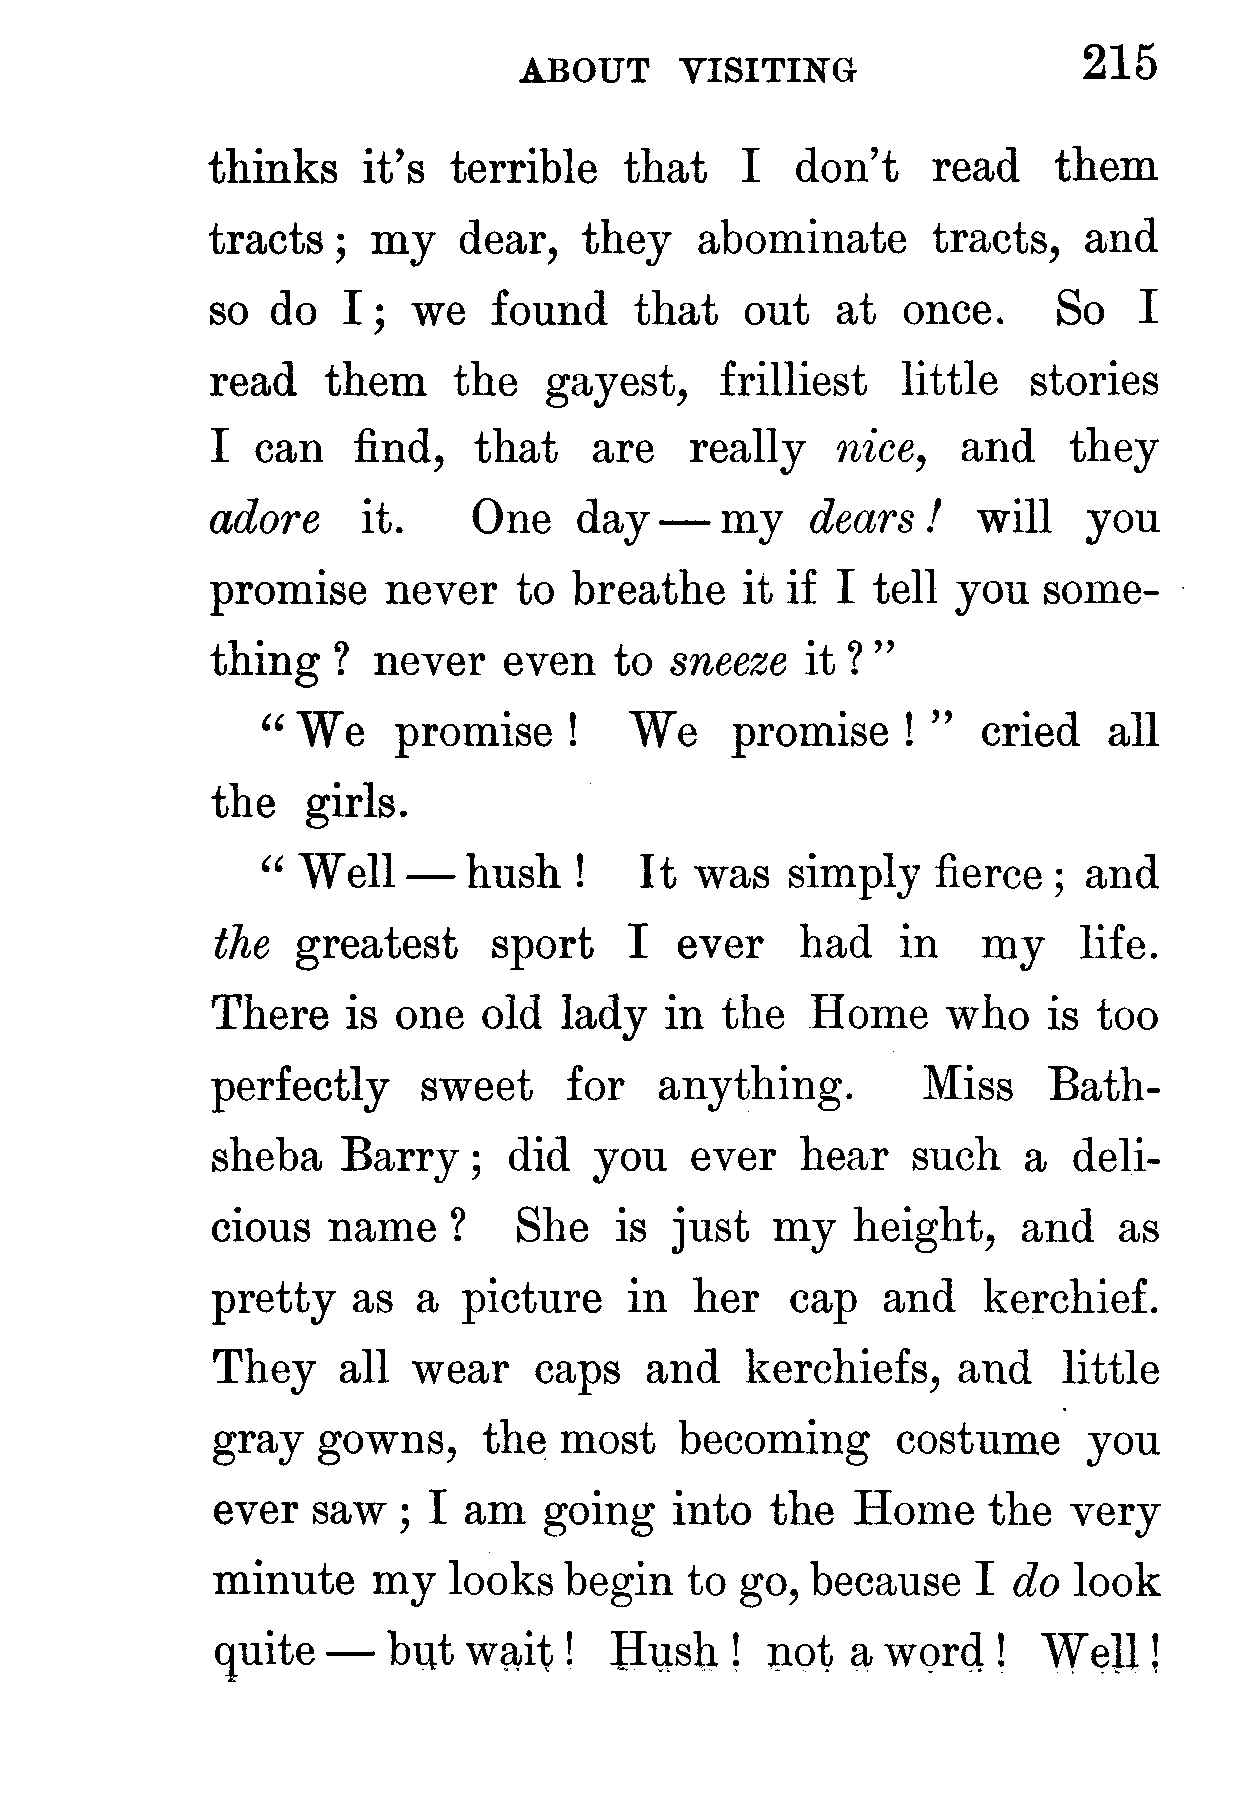 ABOUT VISITING 215
thinks it's terrible that I don't read them
tracts; my dear, they abominate tracts, and
so do I; we found that out at once. So I
read them the gayest, frilliest little stories
I can find, that are really nice, and they
adore it. One day—my dears! will you
promise never to breathe it if I tell you some-
thing? never even to sneeze it?"
"We promise! We promise!" cried all
the girls.
"Well—hush! It was simply fierce; and
the greatest sport I ever had in my life.
There is one old lady in the Home who is too
perfectly sweet for anything. Miss Bath-
sheba Barry; did you ever hear such a deli-
cious name? She is just my height, and as
pretty as a picture in her cap and kerchief.
They all wear caps and kerchiefs, and little
gray gowns, the most becoming costume you
ever saw; I am going into the Home the very
minute my looks begin to go, because I do look
quite—but wait! Hush! not a word! Well!